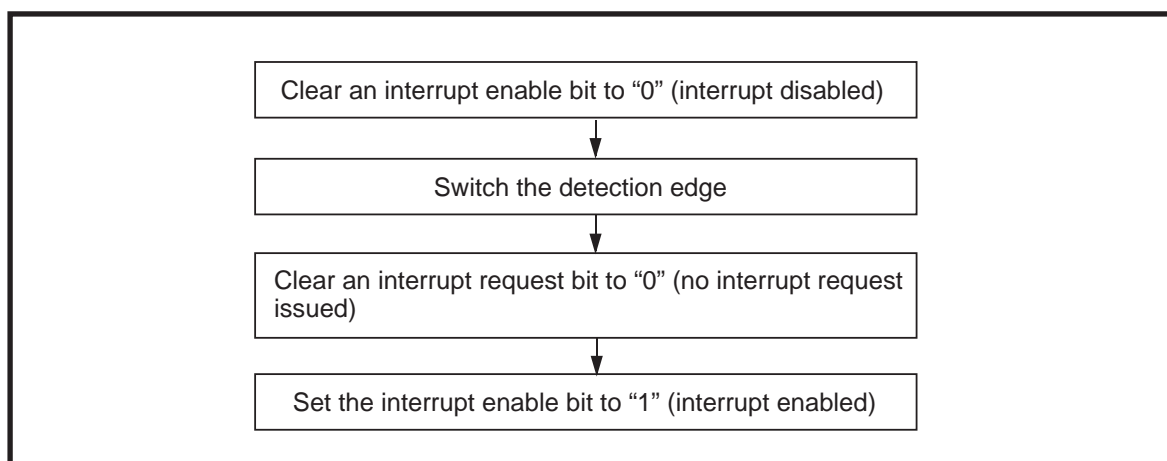 Clear an interrupt enable bit to “0” (interrupt disabled)
Switch the detection edge
Clear an interrupt request bit to “0” (no interrupt request
issued)
Set the interrupt enable bit to “1” (interrupt enabled)